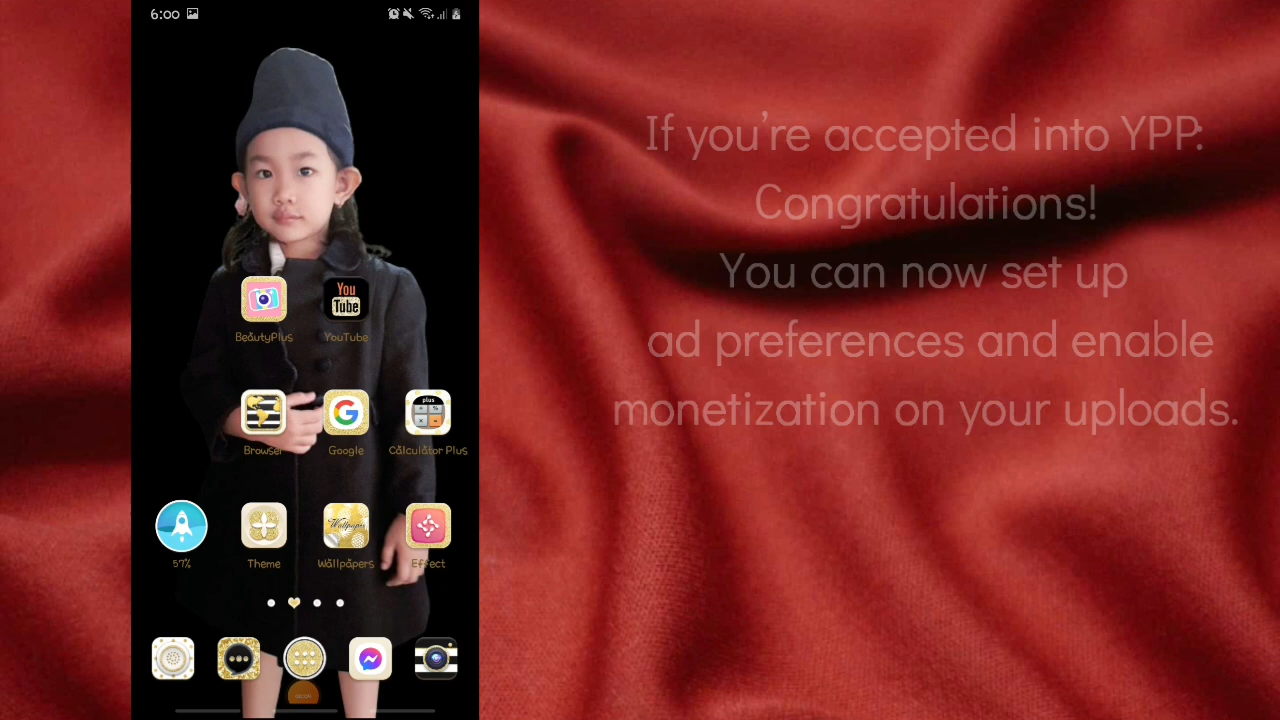 6:00
If you're accepted into YPP:
Congratulations!
You can now set up
ad preferences and enable
monetization on your uploads.
You
Tube
BeautyPlus
YouTube
plus
Browser
Google
Calculator Plus
Wallpaper
57%
Theme
Wallpapers
Effect